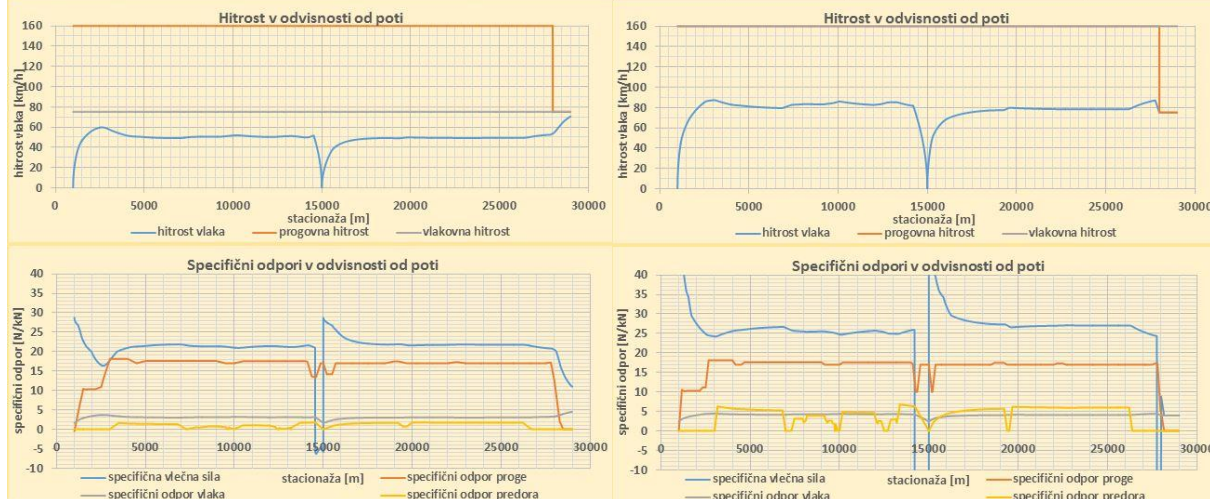 Hitrost v odvisnosti od poti
hitrost vlaka [km/h]
160
140
120
100
80
60
40
20
0
0 5000 10000 15000 20000 25000 30000
stacionaža [m]
hitrost vlaka progovna hitrost vlakovna hitrost
Hitrost v odvisnosti od poti
hitrost vlaka [km/h]
160
140
120
100
80
60
40
20
0
0 5000 10000 15000 20000 25000 30000
stacionaža [m]
hitrost vlaka progovna hitrost vlakovna hitrost
Specifični odpori v odvisnosti od poti
specifični odpor [N/kN]
40
35
30
25
20
15
10
5
0
-5
-10
0 5000 10000 15000 20000 25000 30000
stacionaža [m]
specifična vlečna sila specifični odpor proge
specifični odpor vlaka specifični odpor predora
Specifični odpori v odvisnosti od poti
specifični odpor [N/kN]
40
35
30
25
20
15
10
5
0
-5
-10
0 5000 10000 15000 20000 25000 30000
stacionaža [m]
specifična vlečna sila specifični odpor proge
specifični odpor vlaka specifični odpor predora